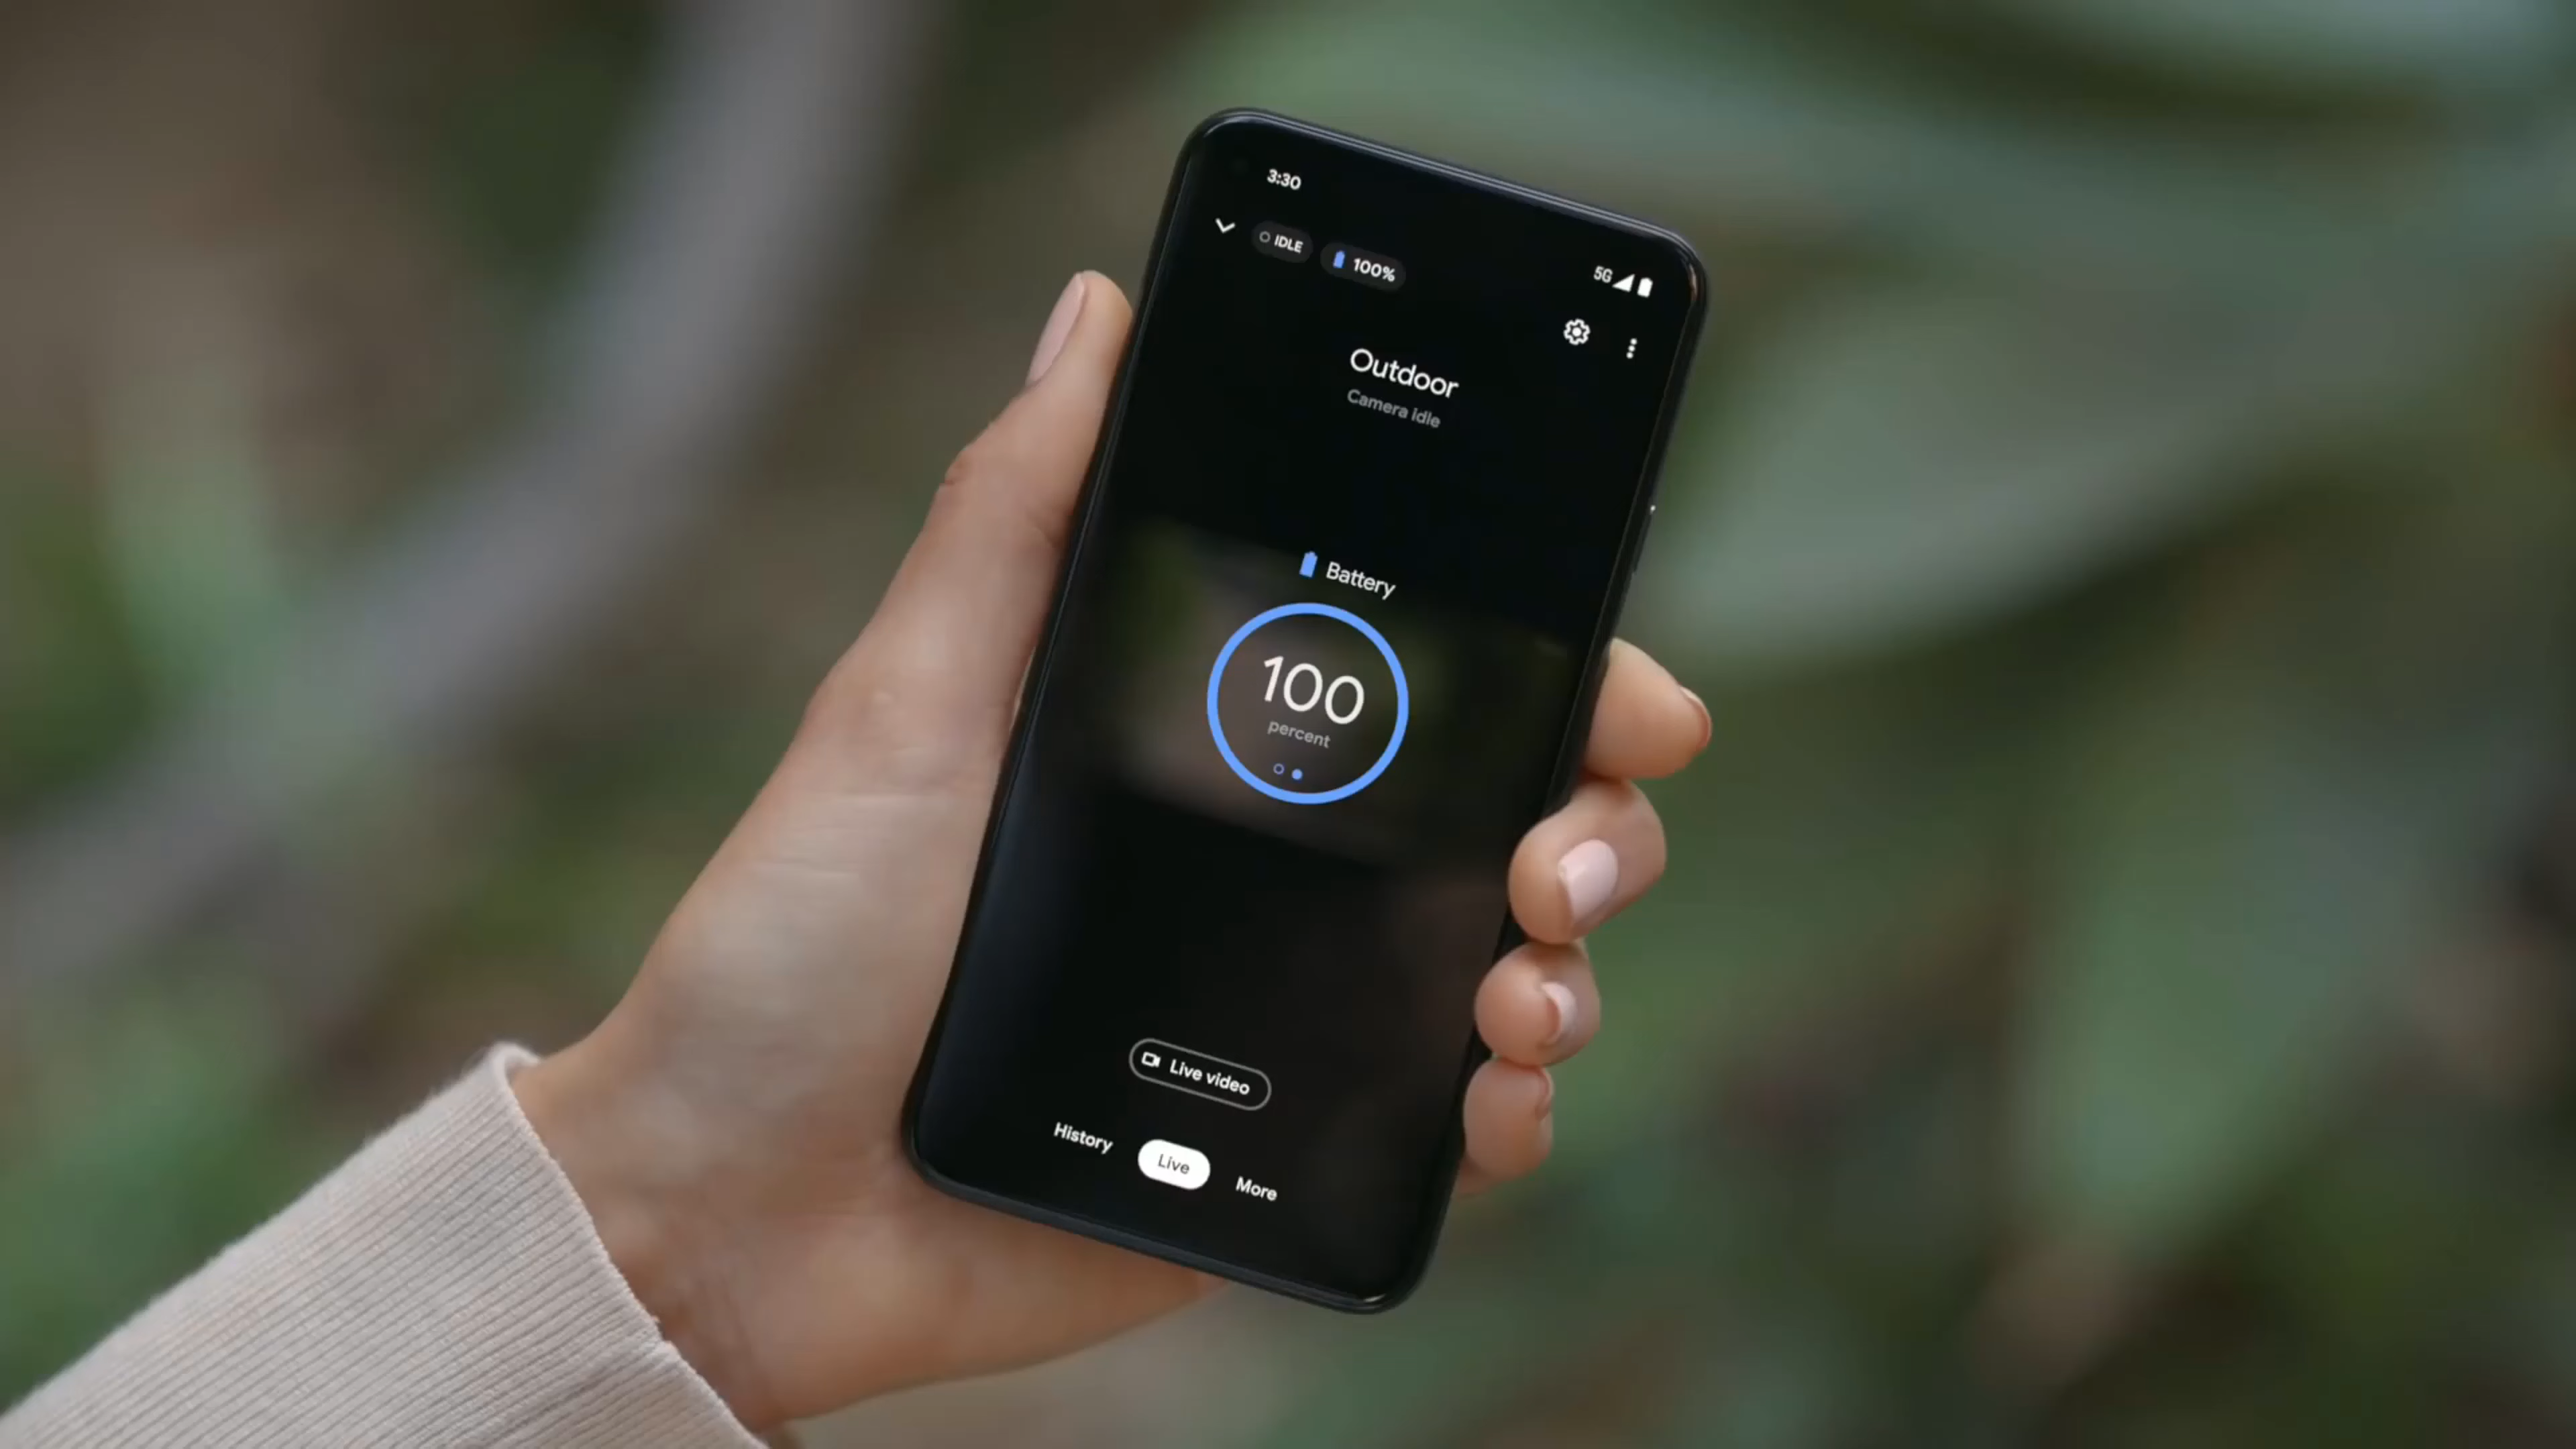 3:30
5G
IDLE
100%
Outdoor
Camera idle
Battery
100
percent
Live video
History
Live
More